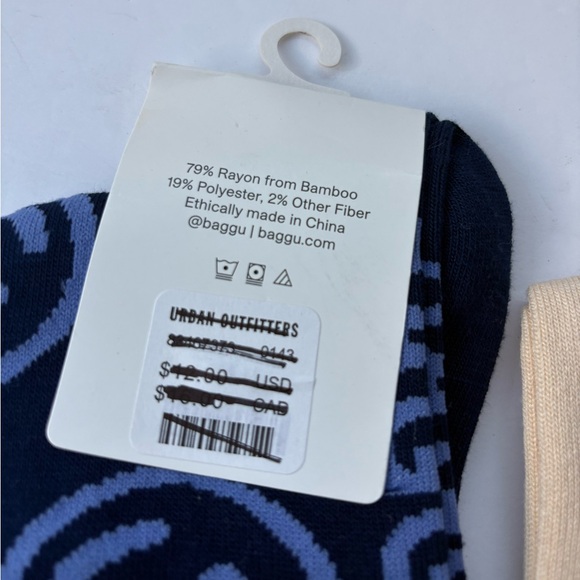 79% Rayon from Bamboo
19% Polyester, 2% Other Fiber
Ethically made in China
@baggu | baggu.com
URBAN OUTFITTERS
0143
$12.00 USD
CAD